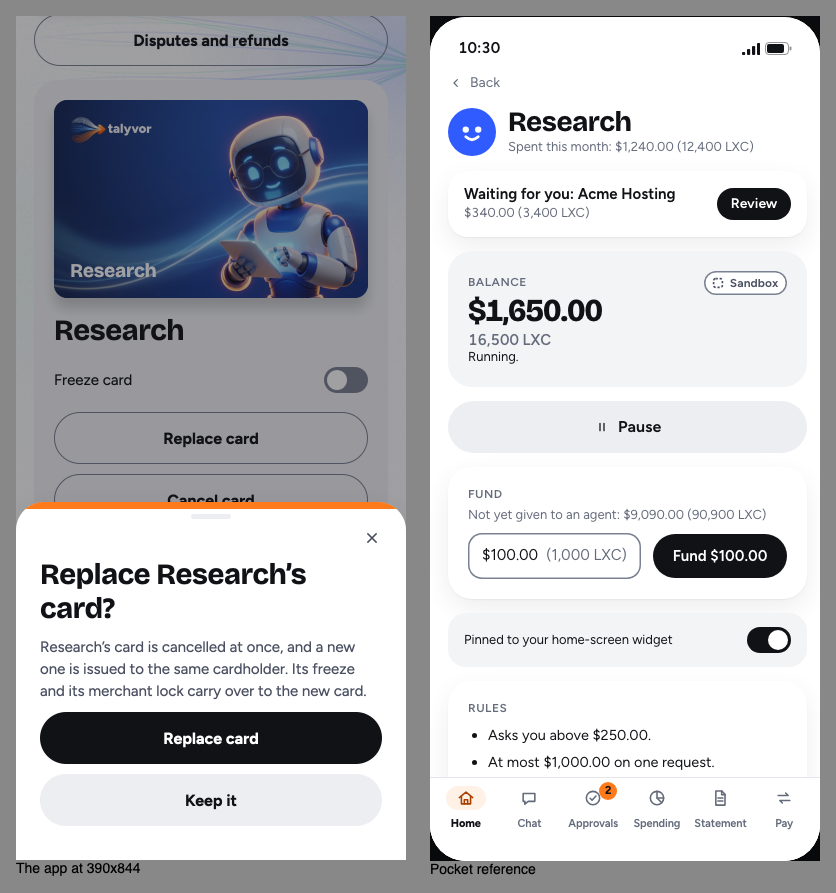 Disputes and refunds
talyvor
Research
Research
Freeze card
Replace card
Cancel card
Replace Research’s
card?
Research’s card is cancelled at once, and a new
one is issued to the same cardholder. Its freeze
and its merchant lock carry over to the new card.
Replace card
Keep it
The app at 390x844
10:30
Back
Research
Spent this month: $1,240.00 (12,400 LXC)
Waiting for you: Acme Hosting
$340.00 (3,400 LXC)
Review
BALANCE
Sandbox
$1,650.00
16,500 LXC
Running.
Pause
FUND
Not yet given to an agent: $9,090.00 (90,900 LXC)
$100.00 (1,000 LXC)
Fund $100.00
Pinned to your home-screen widget
RULES
• Asks you above $250.00.
• At most $1,000.00 on one request.
2
Home
Chat
Approvals
Spending
Statement
Pay
Pocket reference